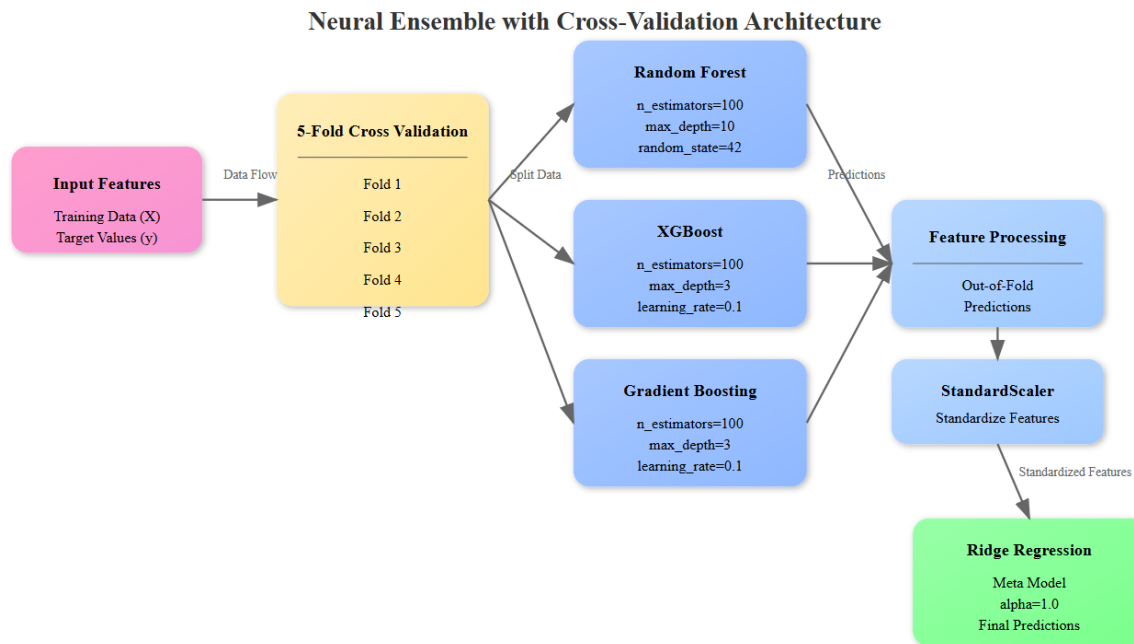 Neural Ensemble with Cross-Validation Architecture
Input Features
Training Data (X)
Target Values (y)
Data Flow
5-Fold Cross Validation
Fold 1
Fold 2
Fold 3
Fold 4
Fold 5
Split Data
Random Forest
n_estimators=100
max_depth=10
random_state=42
XGBoost
n_estimators=100
max_depth=3
learning_rate=0.1
Gradient Boosting
n_estimators=100
max_depth=3
learning_rate=0.1
Predictions
Feature Processing
Out-of-Fold
Predictions
StandardScaler
Standardize Features
Standardized Features
Ridge Regression
Meta Model
alpha=1.0
Final Predictions